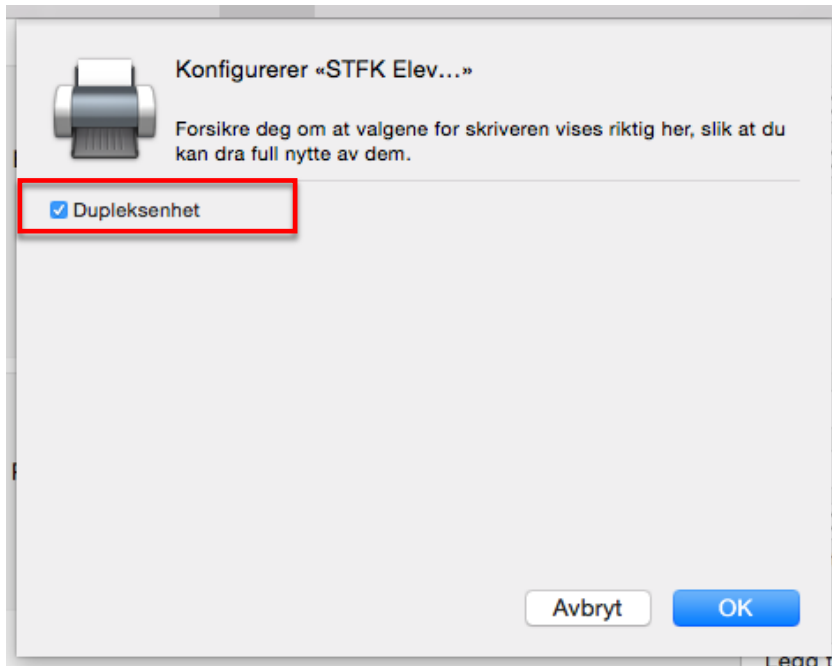 Konfigurerer «STFK Elev...»
Forsikre deg om at valgene for skriveren vises riktig her, slik at du
kan dra full nytte av dem.
Dupleksenhet
Avbryt
OK